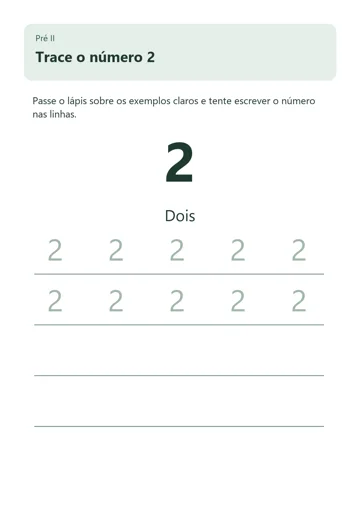 Pré II
Trace o número 2
Passe o lápis sobre os exemplos claros e tente escrever o número
nas linhas.
2
Dois
2 2 2 2 2
2 2 2 2 2